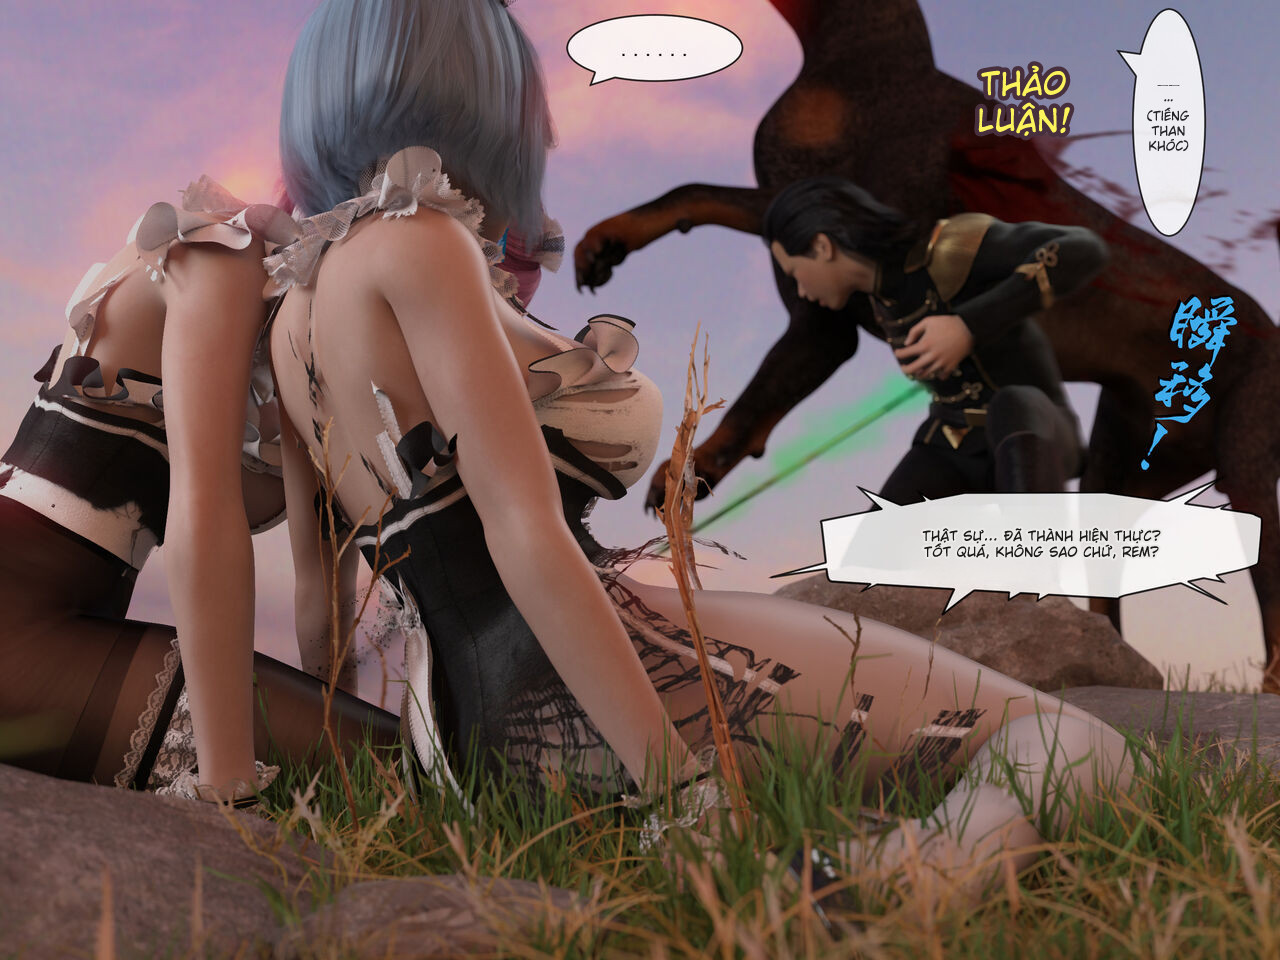 ......
THẢO
LUẬN!
——
...
(TIẾNG
THAN
KHÓC)
瞬移!
THẬT SỰ... ĐÃ THÀNH HIỆN THỰC?
TỐT QUÁ, KHÔNG SAO CHỨ, REM?